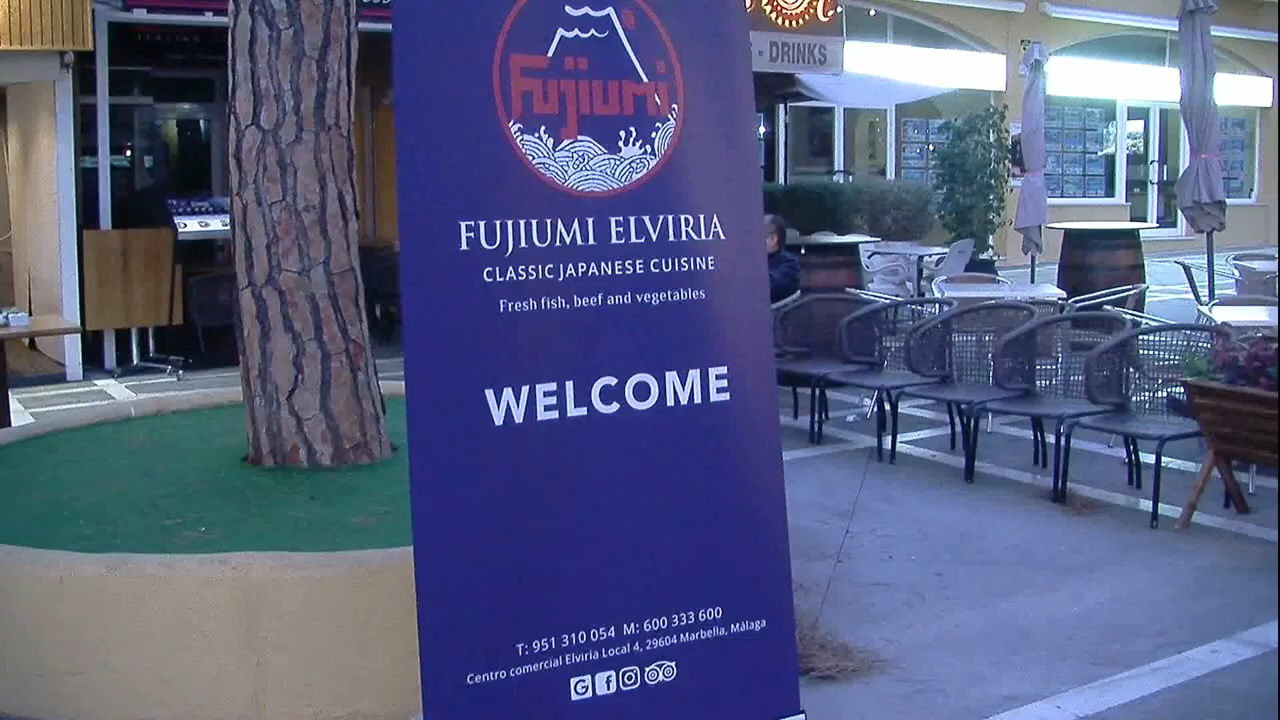 - DRINKS
Fujiumi
FUJIUMI ELVIRIA
CLASSIC JAPANESE CUISINE
Fresh fish, beef and vegetables
WELCOME
T: 951 310 054 M: 600 333 600
Centro comercial Elviria Local 4, 29604 Marbella, Málaga